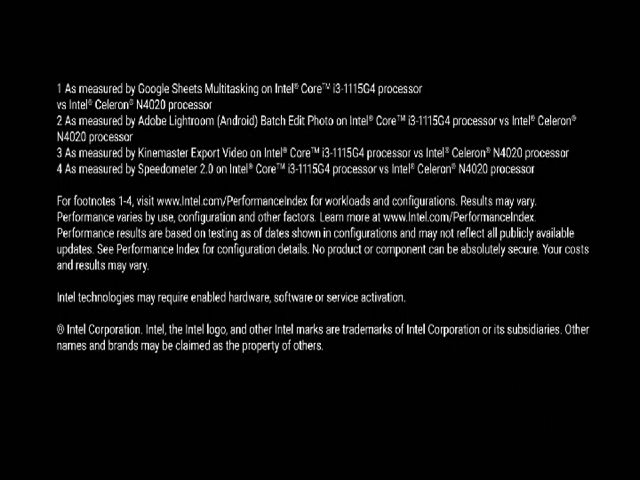 1 As measured by Google Sheets Multitasking on Intel® Core™ i3-1115G4 processor
vs Intel® Celeron® N4020 processor
2 As measured by Adobe Lightroom (Android) Batch Edit Photo on Intel® Core™ i3-1115G4 processor vs Intel® Celeron®
N4020 processor
3 As measured by Kinemaster Export Video on Intel® Core™ i3-1115G4 processor vs Intel® Celeron® N4020 processor
4 As measured by Speedometer 2.0 on Intel® Core™ i3-1115G4 processor vs Intel® Celeron® N4020 processor
For footnotes 1-4, visit www.Intel.com/PerformanceIndex for workloads and configurations. Results may vary.
Performance varies by use, configuration and other factors. Learn more at www.Intel.com/PerformanceIndex.
Performance results are based on testing as of dates shown in configurations and may not reflect all publicly available
updates. See Performance Index for configuration details. No product or component can be absolutely secure. Your costs
and results may vary.
Intel technologies may require enabled hardware, software or service activation.
® Intel Corporation. Intel, the Intel logo, and other Intel marks are trademarks of Intel Corporation or its subsidiaries. Other
names and brands may be claimed as the property of others.